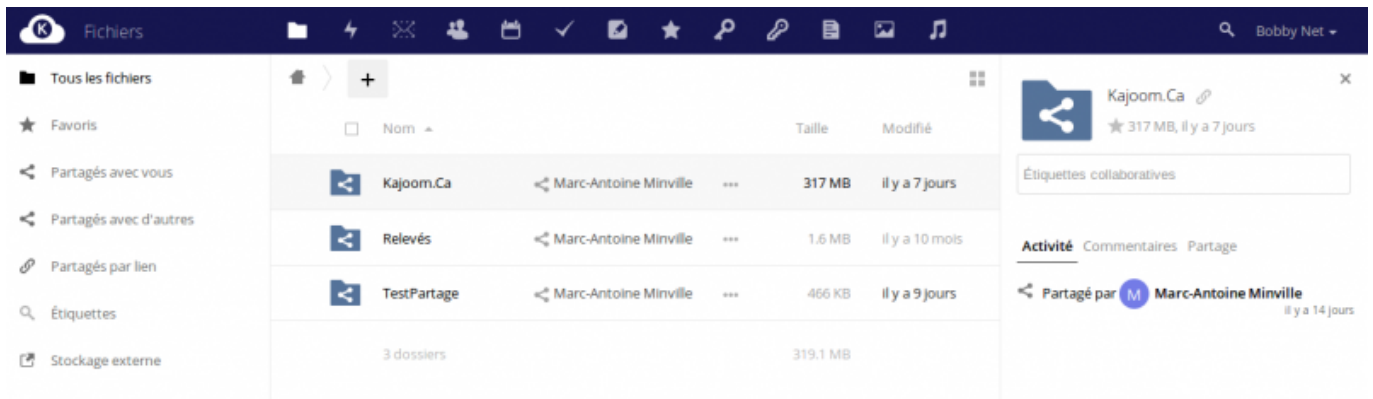 K Fichiers Bobby Net
Tous les fichiers
Favoris
Partagés avec vous
Partagés avec d'autres
Partagés par lien
Étiquettes
Stockage externe
+
Nom Taille Modifié
Kajoom.Ca Marc-Antoine Minville ... 317 MB il y a 7 jours
Relevés Marc-Antoine Minville ... 1.6 MB il y a 10 mois
TestPartage Marc-Antoine Minville ... 466 KB il y a 9 jours
3 dossiers 319.1 MB
Kajoom.Ca
317 MB, il y a 7 jours
Étiquettes collaboratives
Activité Commentaires Partage
Partagé par M Marc-Antoine Minville
il y a 14 jours